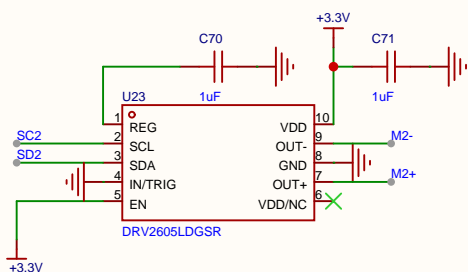 C70
+3.3V
C71
1uF
1uF
U23
1 REG VDD 10
SC2 2 SCL OUT- 9 M2-
SD2 3 SDA GND 8
4 IN/TRIG OUT+ 7 M2+
5 EN VDD/NC 6
DRV2605LDGSR
+3.3V